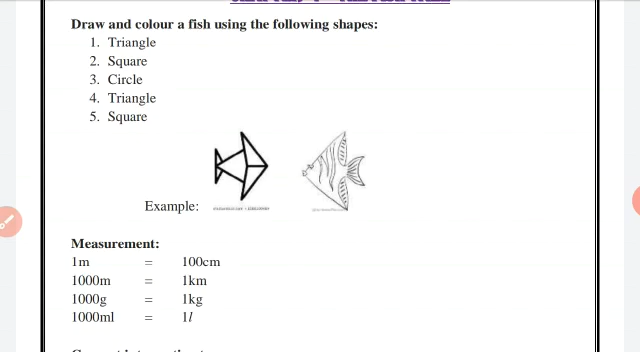 Draw and colour a fish using the following shapes:
1. Triangle
2. Square
3. Circle
4. Triangle
5. Square
Example:
Measurement:
1m = 100cm
1000m = 1km
1000g = 1kg
1000ml = 1l